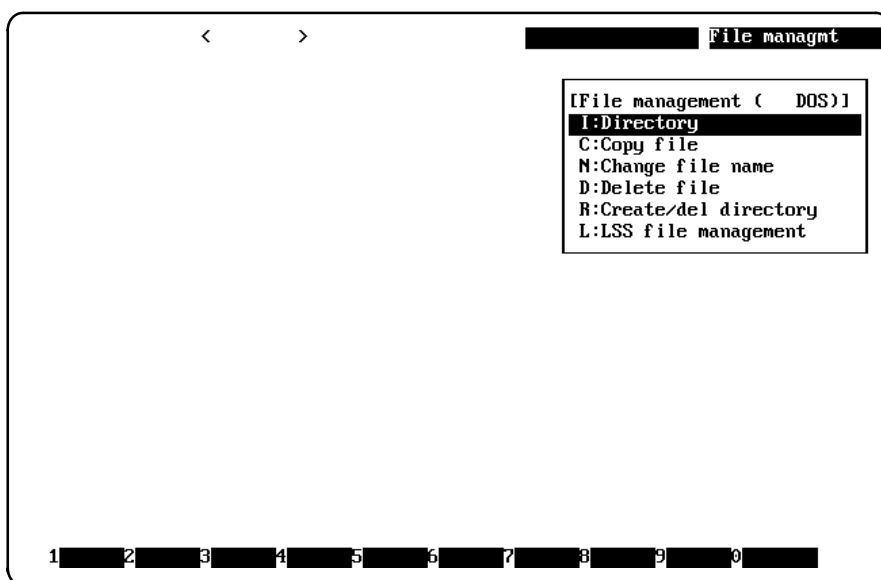 <       >       File managmt
[File management (   DOS)]
I:Directory
C:Copy file
N:Change file name
D:Delete file
R:Create/del directory
L:LSS file management
1 2 3 4 5 6 7 8 9 0